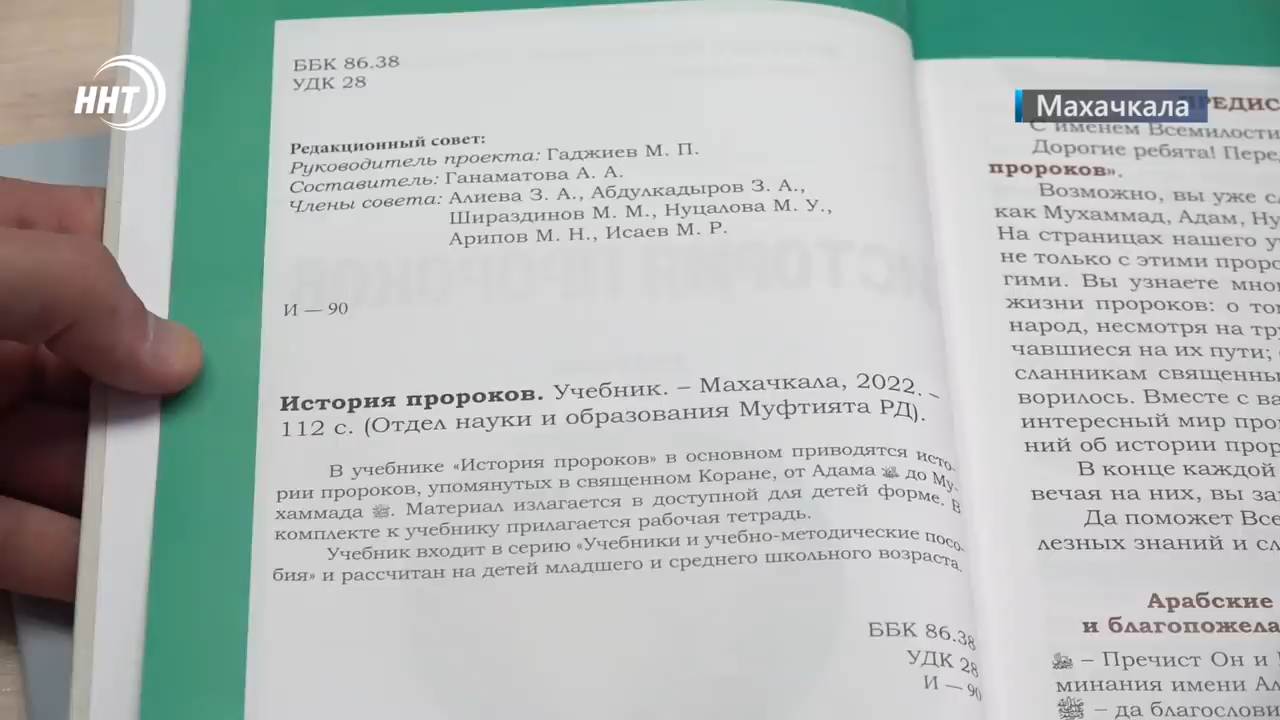 ННТ
Махачкала
ББК 86.38
УДК 28
Редакционный совет:
Руководитель проекта: Гаджиев М. П.
Составитель: Ганаматова А. А.
Члены совета: Алиева З. А., Абдулкадыров З. А.,
Шираздинов М. М., Нуцалова М. У.,
Арипов М. Н., Исаев М. Р.
И — 90
История пророков. Учебник. – Махачкала, 2022. –
112 с. (Отдел науки и образования Муфтията РД).
В учебнике «История пророков» в основном приводятся исто-
рии пророков, упомянутых в священном Коране, от Адама до Му-
хаммада ﷺ. Материал излагается в доступной для детей форме. В
комплекте к учебнику прилагается рабочая тетрадь.
Учебник входит в серию «Учебники и учебно-методические посо-
бия» и рассчитан на детей младшего и среднего школьного возраста.
ББК 86.38
УДК 28
И — 90
С именем Всемилости
Дорогие ребята! Пере
пророков».
Возможно, вы уже с
как Мухаммад, Адам, Ну
На страницах нашего у
не только с этими проро
гими. Вы узнаете мно
жизни пророков: о то
народ, несмотря на тру
чавшиеся на их пути;
сланникам священны
ворилось. Вместе с ва
интересный мир про
ний об истории прор
В конце каждой
вечая на них, вы за
Да поможет Все
лезных знаний и сл
Арабские
и благопожела
– Пречист Он и
минания имени Ал
– да благослови